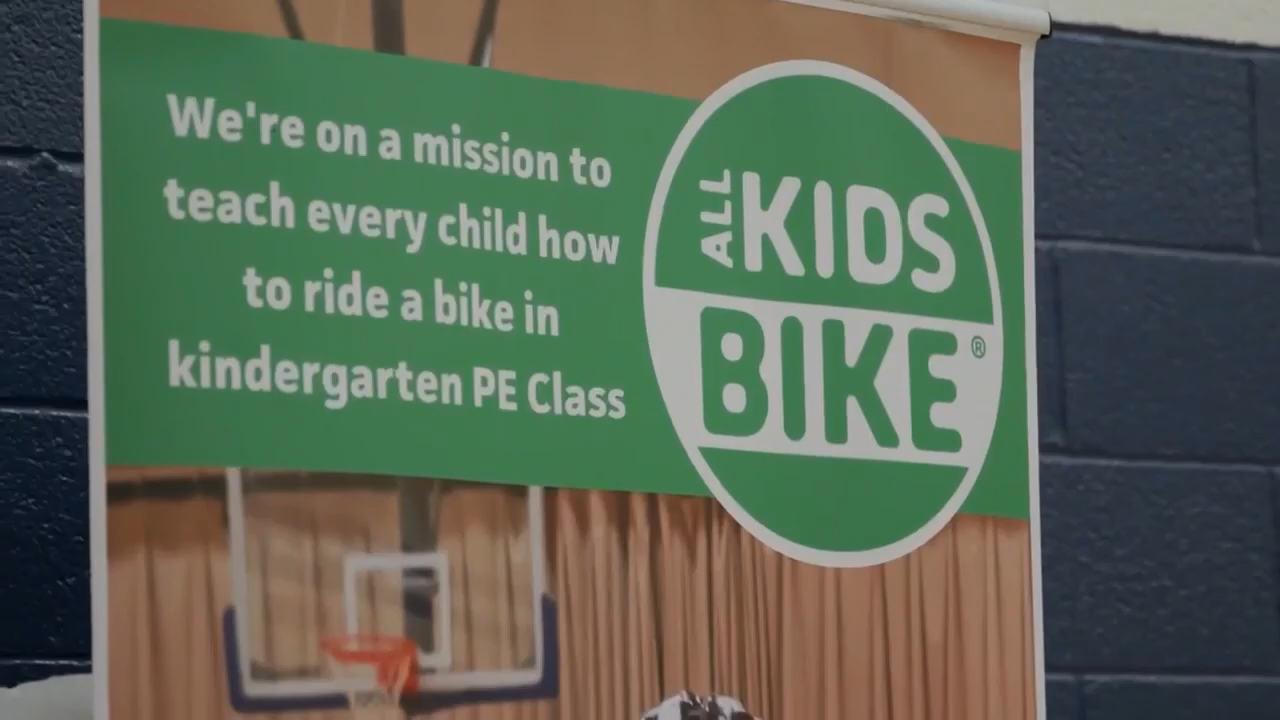 We're on a mission to
teach every child how
to ride a bike in
kindergarten PE Class
ALL KIDS
BIKE®